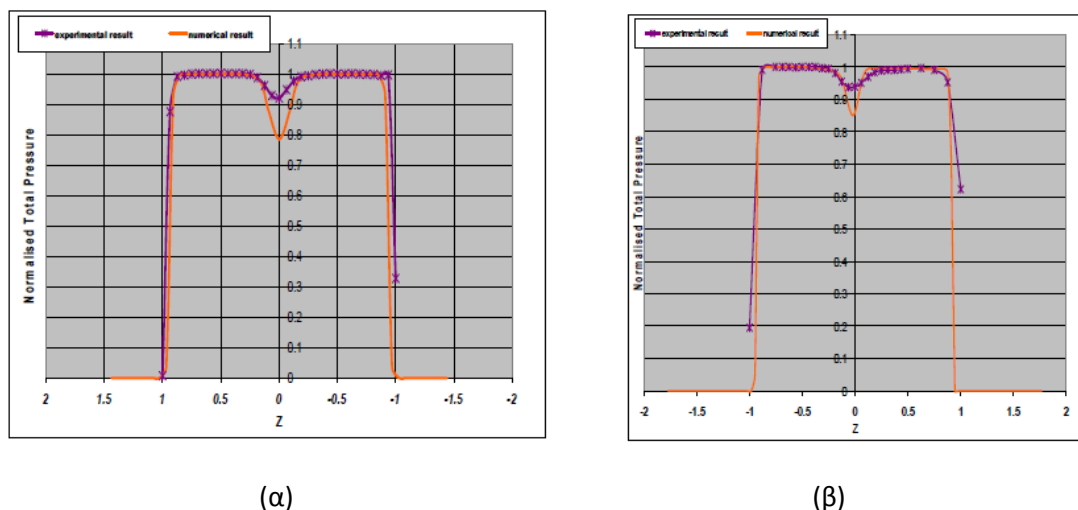 experimental result numerical result
1.1
1
0.9
0.8
0.7
0.6
0.5
0.4
0.3
0.2
0.1
0
2 1.5 1 0.5 0 -0.5 -1 -1.5 -2
Z
Normalised Total Pressure
(α)
experimental result numerical result
1.1
1
0.9
0.8
0.7
0.6
0.5
0.4
0.3
0.2
0.1
0
-2 -1.5 -1 -0.5 0 0.5 1 1.5 2
Z
Normalised Total Pressure
(β)